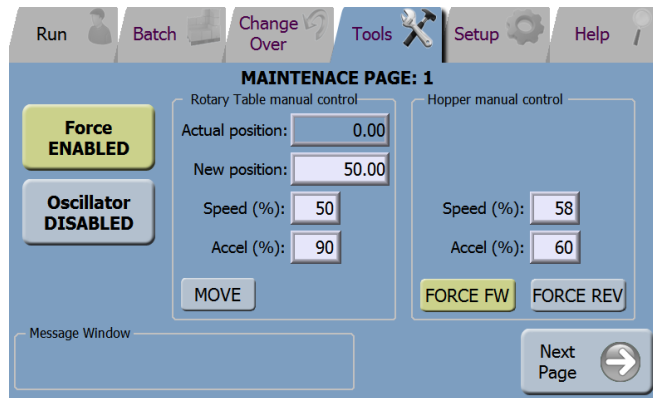 Run
Batch
Change
Over
Tools
Setup
Help
MAINTENACE PAGE: 1
Force
ENABLED
Oscillator
DISABLED
Rotary Table manual control
Actual position: 0.00
New position: 50.00
Speed (%): 50
Accel (%): 90
MOVE
Hopper manual control
Speed (%): 58
Accel (%): 60
FORCE FW
FORCE REV
Message Window
Next
Page